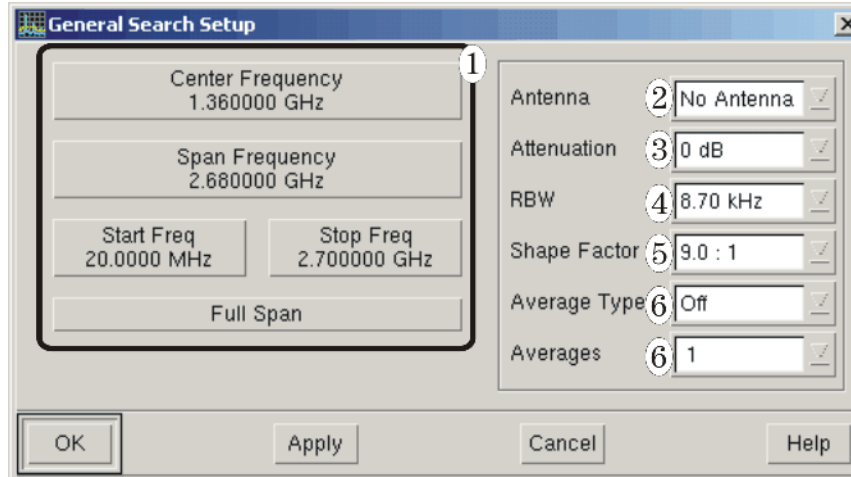 General Search Setup
1
Center Frequency
1.360000 GHz
Span Frequency
2.680000 GHz
Start Freq
20.0000 MHz
Stop Freq
2.700000 GHz
Full Span
Antenna 2 No Antenna
Attenuation 3 0 dB
RBW 4 8.70 kHz
Shape Factor 5 9.0 : 1
Average Type 6 Off
Averages 6 1
OK Apply Cancel Help